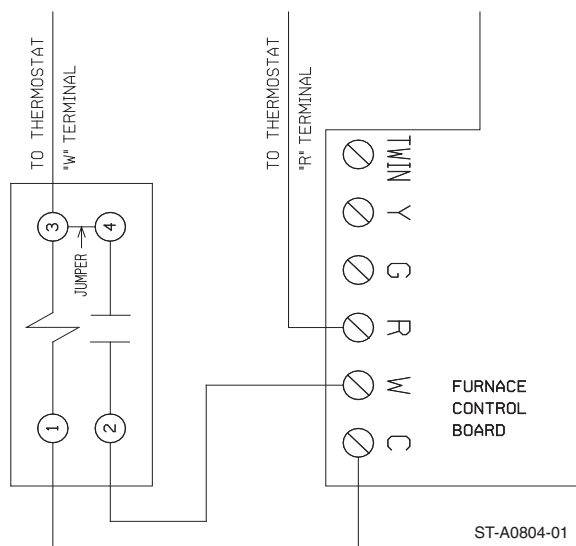 TO THERMOSTAT
"W" TERMINAL
TO THERMOSTAT
"R" TERMINAL
3
4
JUMPER
1
2
TWIN
Y
G
R
W
C
FURNACE
CONTROL
BOARD
ST-A0804-01